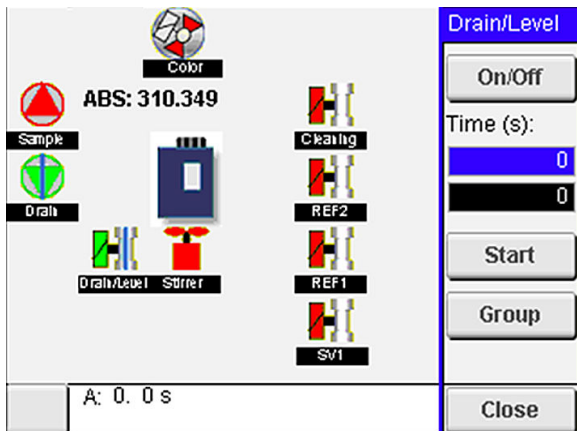 Drain/Level
Color
On/Off
ABS: 310.349
Time (s):
Sample
Cleaning
0
0
Drain
REF2
Start
Drain/Level
Stirrer
REF1
Group
SV1
A: 0. 0 s
Close